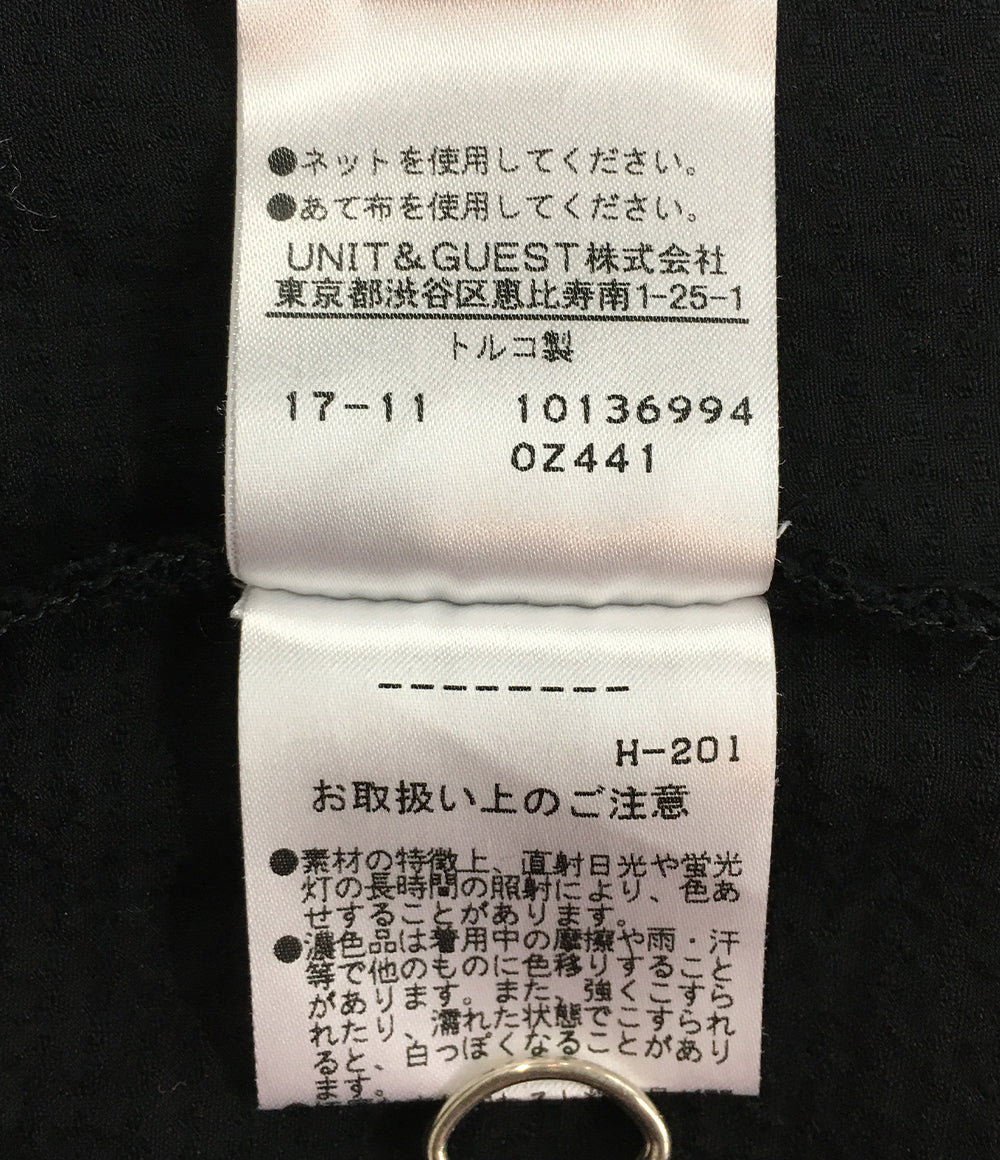 ●ネットを使用してください。
●あて布を使用してください。
UNIT&GUEST株式会社
東京都渋谷区恵比寿南1-25-1
トルコ製
17-11 10136994
0Z441
--------
H-201
お取扱い上のご注意
●素材の特徴上、直射日光や蛍光
灯の長時間の照射により、色あ
せすることがあります。
●濃色品は着用中の摩擦や雨・汗
等で他のものに色移りすること
があります。また、強くこすら
れたり、濡れた状態でこすられ
ると、白っぽくなることがあり
ます。